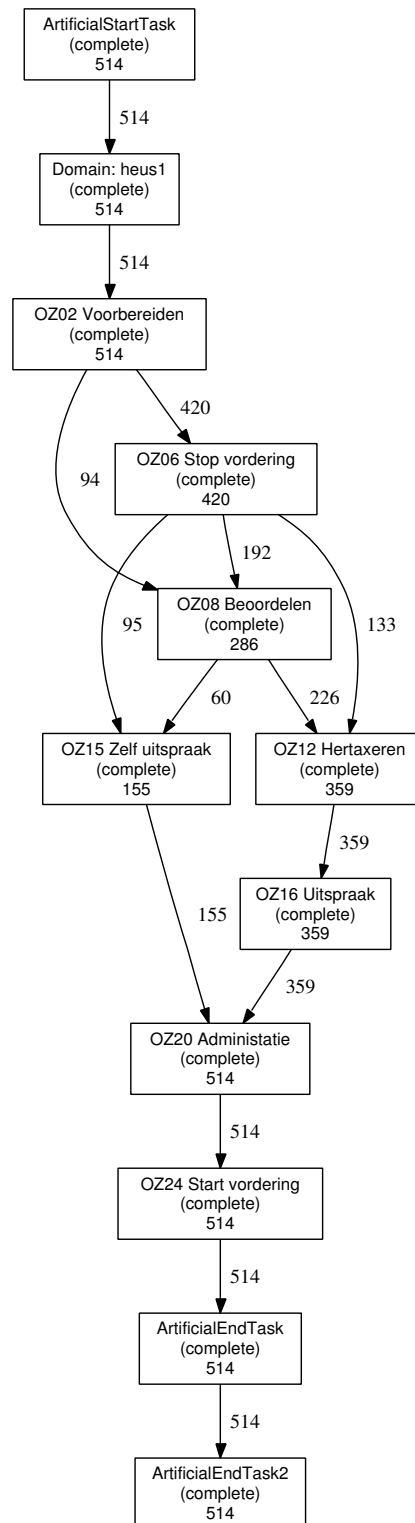 ArtificialStartTask
(complete)
514
514
Domain: heus1
(complete)
514
514
OZ02 Voorbereiden
(complete)
514
420
94
OZ06 Stop vordering
(complete)
420
192
95
133
OZ08 Beoordelen
(complete)
286
60
226
OZ15 Zelf uitspraak
(complete)
155
OZ12 Hertaxeren
(complete)
359
359
155
OZ16 Uitspraak
(complete)
359
359
OZ20 Administatie
(complete)
514
514
OZ24 Start vordering
(complete)
514
514
ArtificialEndTask
(complete)
514
514
ArtificialEndTask2
(complete)
514